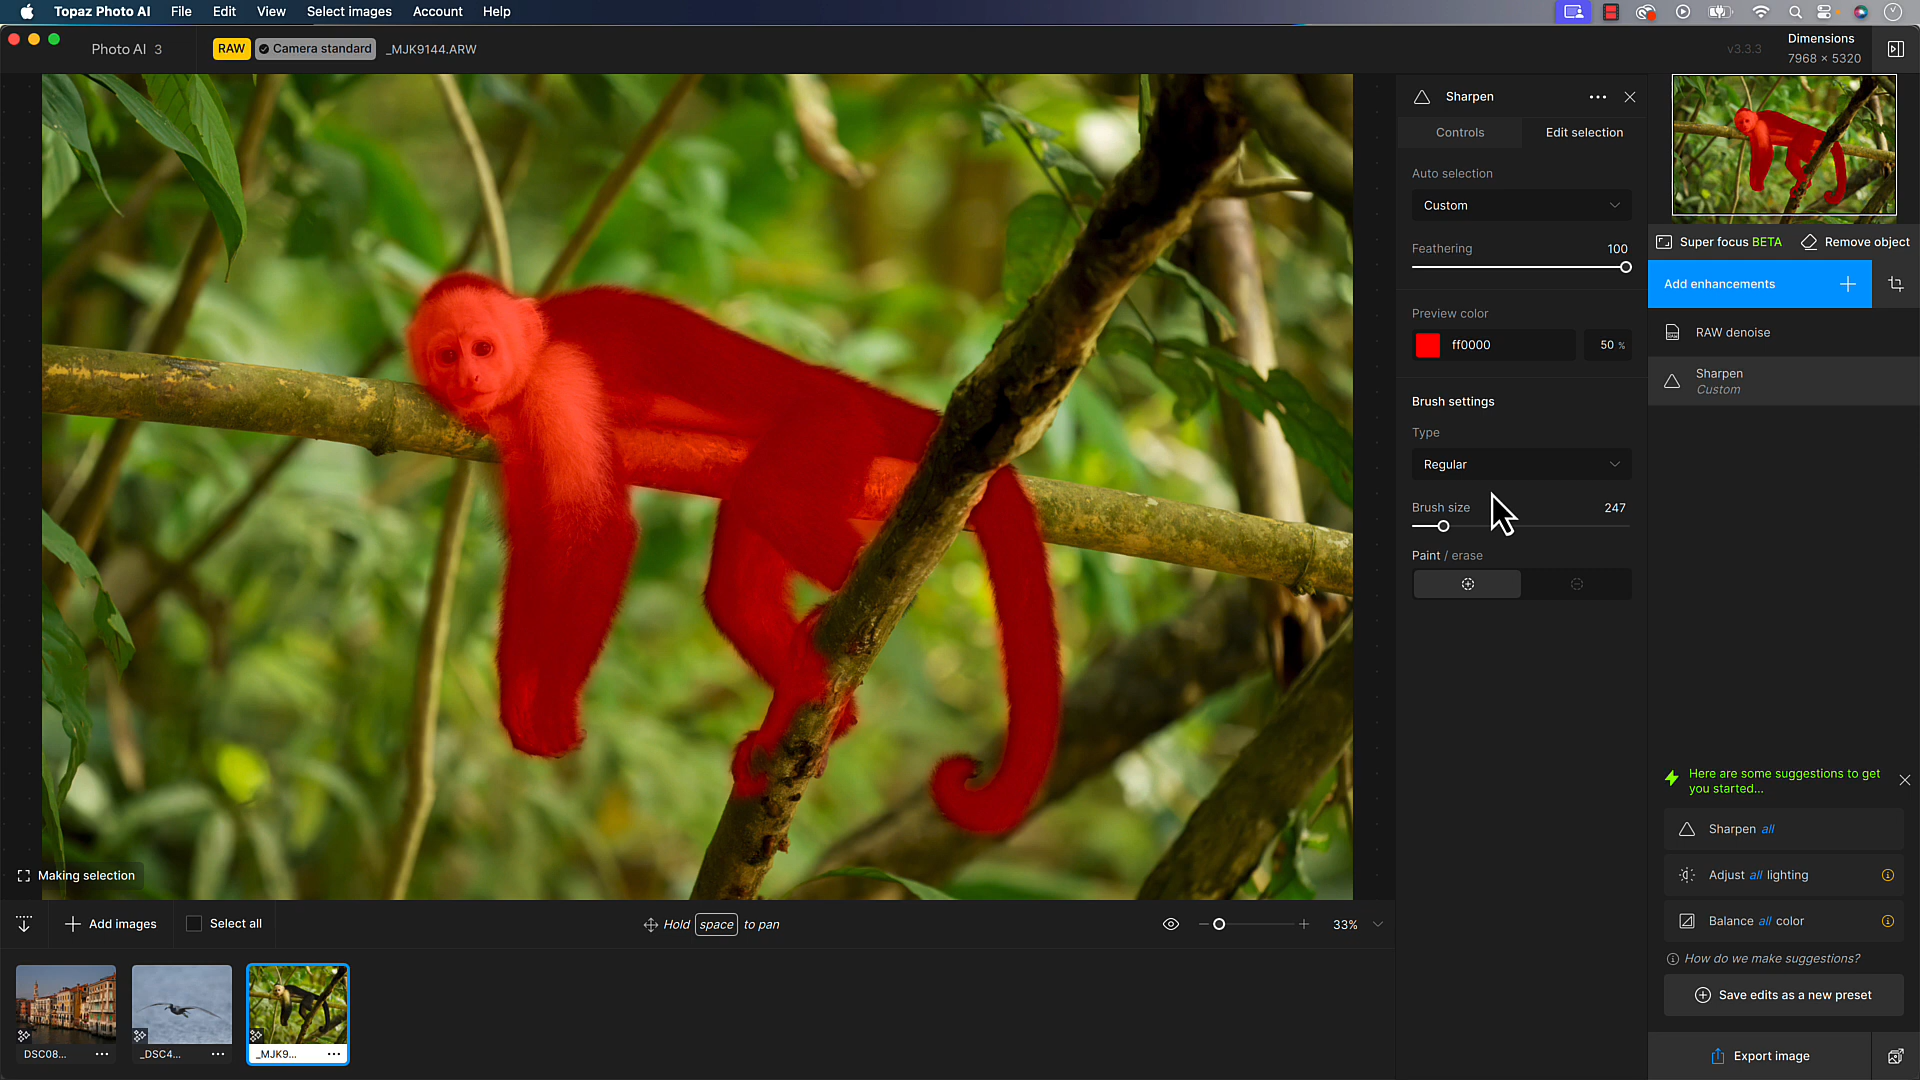 Topaz Photo AI File Edit View Select images Account Help
Photo AI 3
RAW Camera standard _MJK9144.ARW
v3.3.3
Dimensions
7968 × 5320
Sharpen
Controls Edit selection
Auto selection
Custom
Feathering 100
Preview color
ff0000 50 %
Brush settings
Type
Regular
Brush size 247
Paint / erase
Super focus BETA Remove object
Add enhancements
RAW denoise
Sharpen
Custom
Here are some suggestions to get
you started...
Sharpen all
Adjust all lighting
Balance all color
How do we make suggestions?
Save edits as a new preset
Export image
Making selection
Add images Select all
Hold space to pan
33%
DSC08...
_DSC4...
_MJK9...